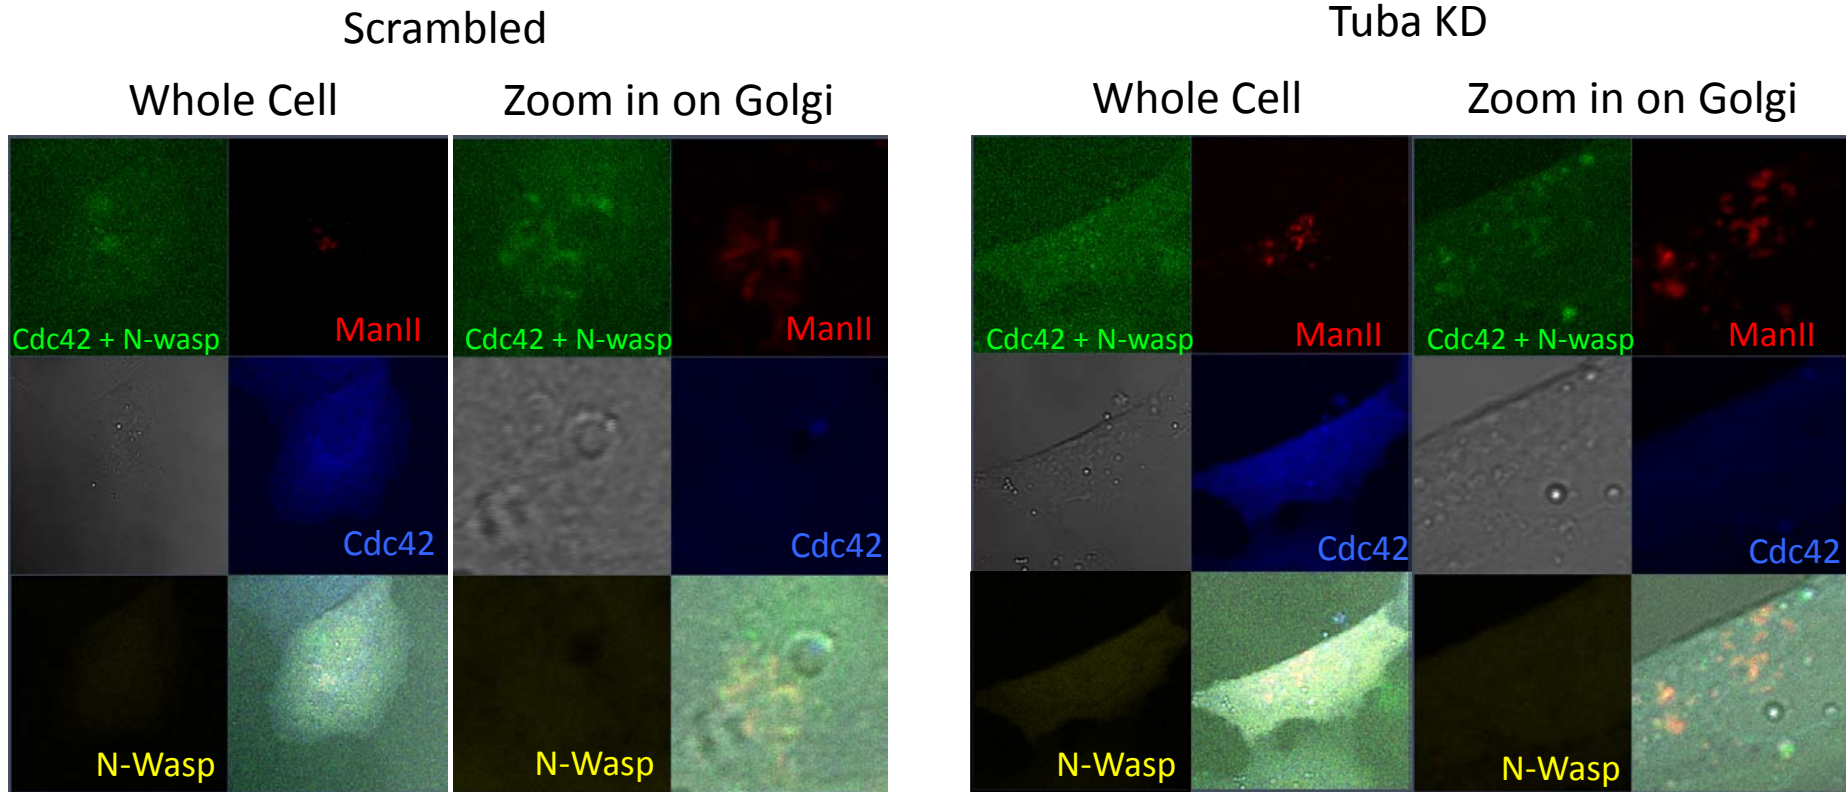 Scrambled
Tuba KD
Whole Cell
Zoom in on Golgi
Whole Cell
Zoom in on Golgi
Cdc42 + N-wasp
ManII
Cdc42 + N-wasp
ManII
Cdc42 + N-wasp
ManII
Cdc42 + N-wasp
ManII
Cdc42
Cdc42
Cdc42
Cdc42
N-Wasp
N-Wasp
N-Wasp
N-Wasp